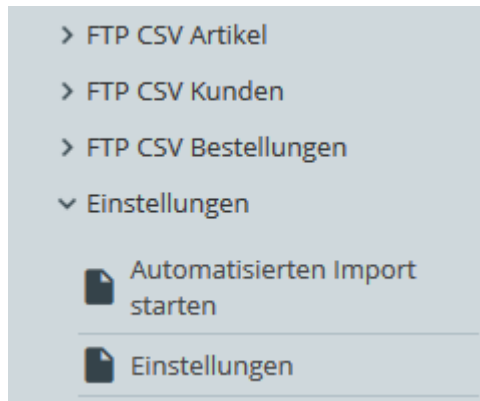 FTP CSV Artikel
FTP CSV Kunden
FTP CSV Bestellungen
Einstellungen
Automatisierten Import
starten
Einstellungen